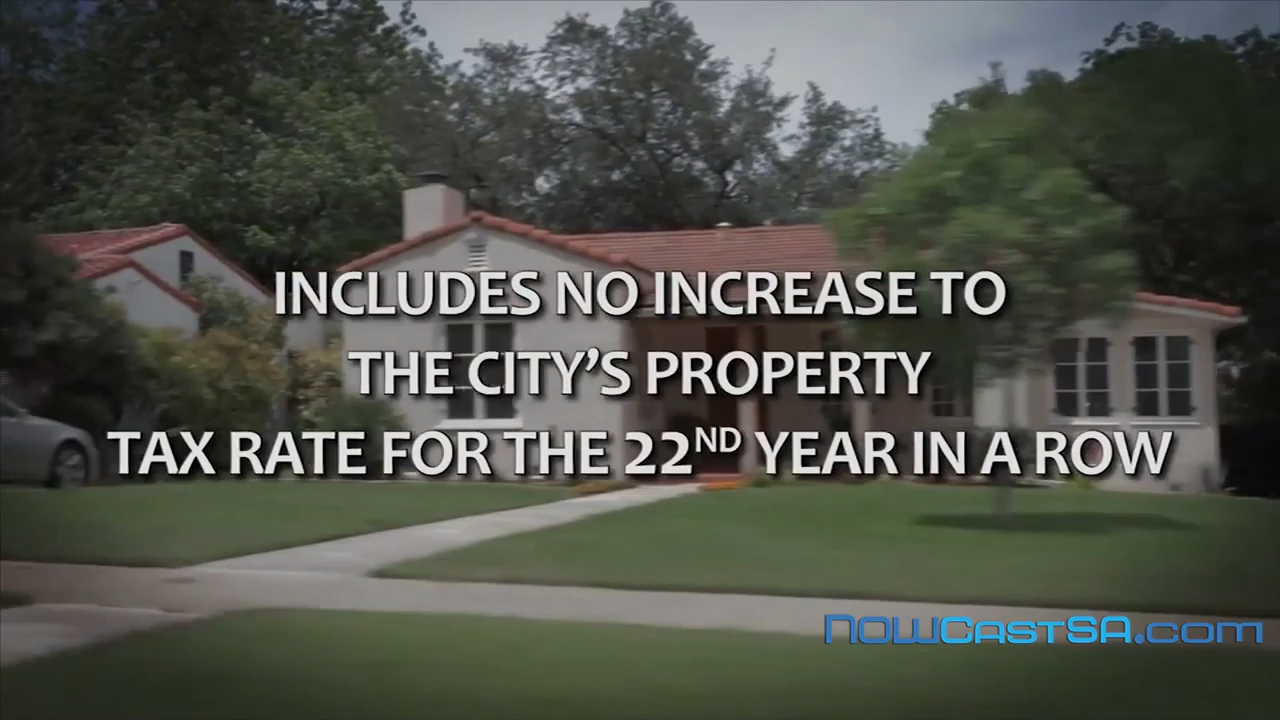 INCLUDES NO INCREASE TO
THE CITY'S PROPERTY
TAX RATE FOR THE 22ND YEAR IN A ROW
NOWCASTSA.COM